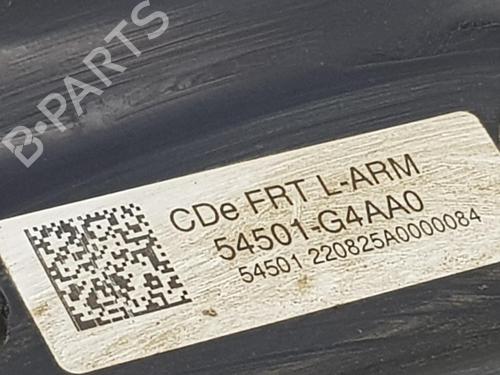 B-PARTS
CDe FRT L-ARM
54501-G4AA0
54501 220825A0000084